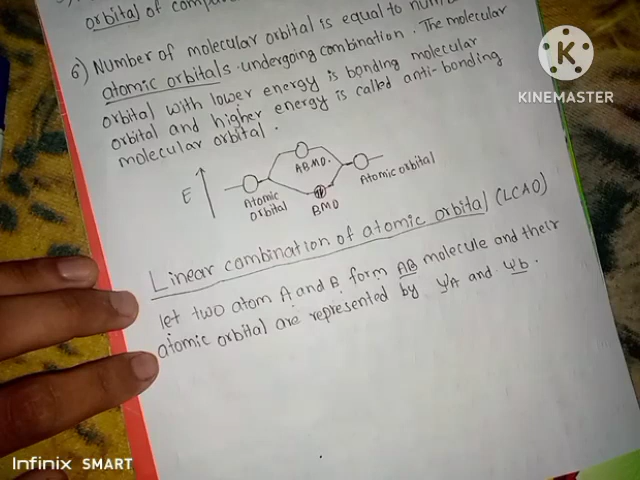 orbital of compar
6) Number of molecular orbital is equal to num
atomic orbitals undergoing combination. The molecular
orbital with lower energy is bonding molecular
orbital and higher energy is called anti-bonding
molecular orbital.
E
ABMO.
Atomic orbital
Atomic orbital
BMO
Linear combination of atomic orbital (LCAO)
let two atom A and B form AB molecule and their
atomic orbital are represented by ΨA and Ψb.
K
KINEMASTER
Infinix SMART